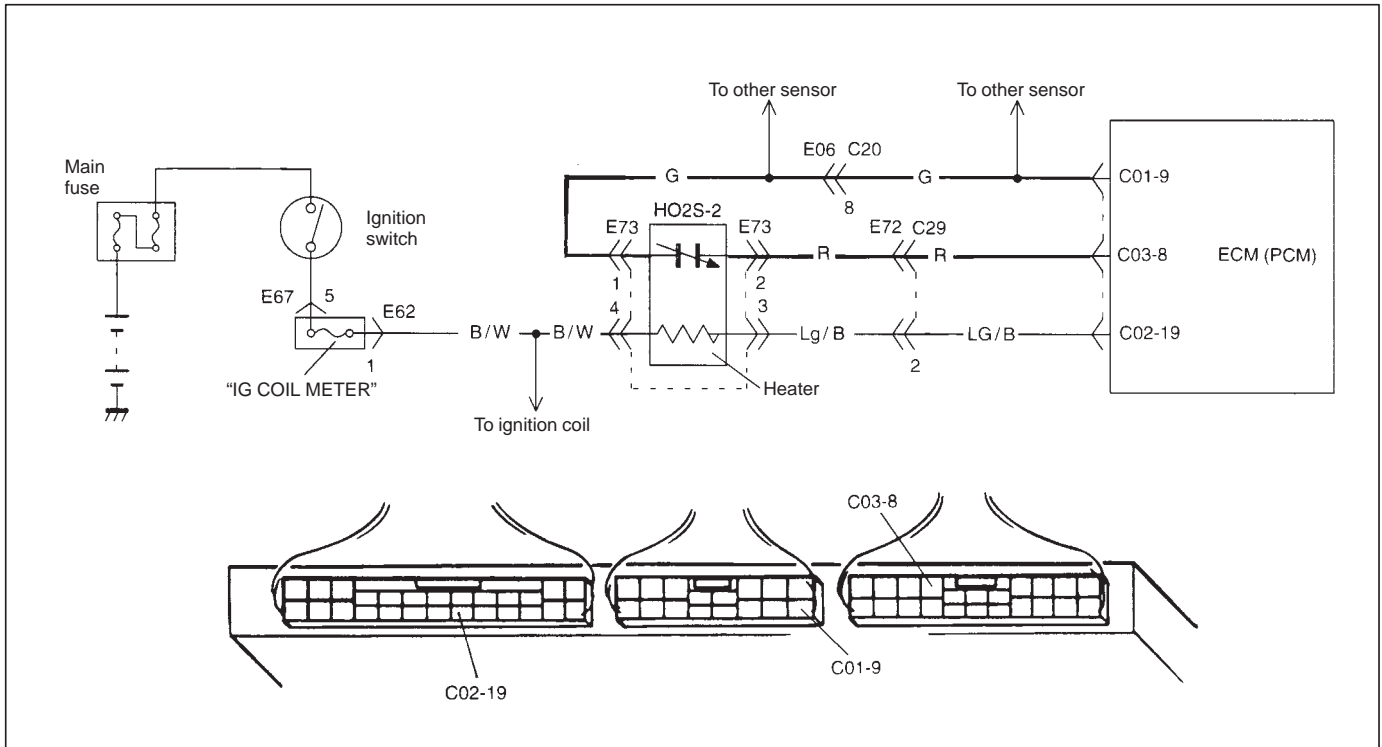 To other sensor
To other sensor
Main
fuse
Ignition
switch
E06 C20
G
G
8
C01-9
HO2S-2
E73
E73
E72 C29
R
R
C03-8
ECM (PCM)
1
2
E67
5
E62
4
3
B/W
B/W
Lg/B
LG/B
C02-19
1
2
"IG COIL METER"
Heater
To ignition coil
C03-8
C01-9
C02-19